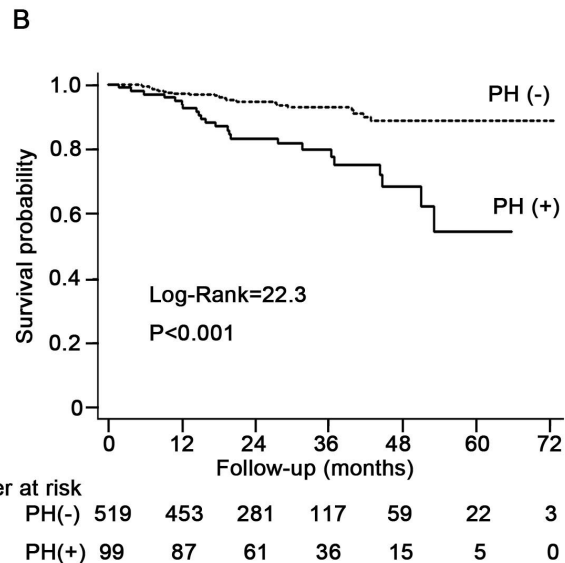 B
1.0
0.8
0.6
0.4
0.2
0
Survival probability
PH (-)
PH (+)
Log-Rank=22.3
P<0.001
0 12 24 36 48 60 72
Follow-up (months)
at risk
PH(-) 519 453 281 117 59 22 3
PH(+) 99 87 61 36 15 5 0